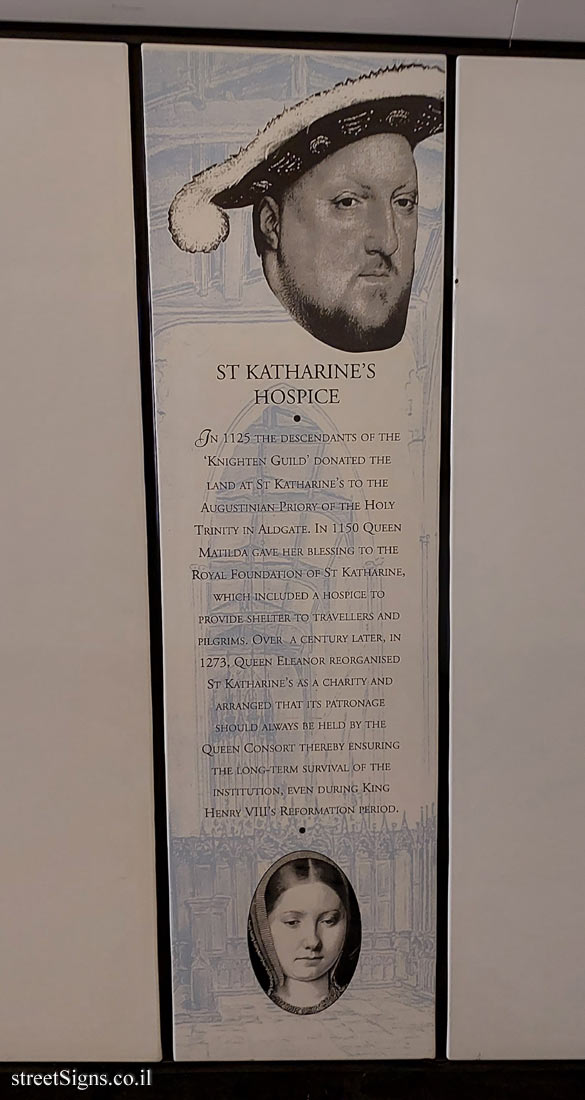 ST KATHARINE'S
HOSPICE
In 1125 the descendants of the
'Knighten Guild' donated the
land at St Katharine's to the
Augustinian Priory of the Holy
Trinity in Aldgate. In 1150 Queen
Matilda gave her blessing to the
Royal Foundation of St Katharine,
which included a hospice to
provide shelter to travellers and
pilgrims. Over a century later, in
1273, Queen Eleanor reorganised
St Katharine's as a charity and
arranged that its patronage
should always be held by the
Queen Consort thereby ensuring
the long-term survival of the
institution, even during King
Henry VIII's Reformation period.
streetSigns.co.il